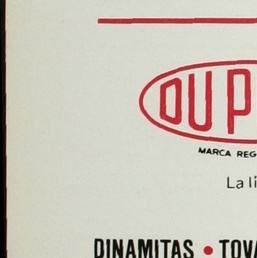 DU P
MARCA REG
La li
DINAMITAS • TOVA